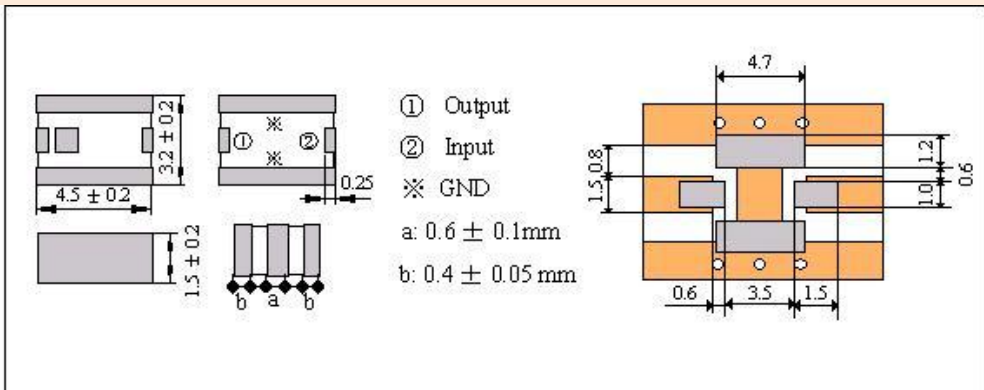 4.5 ± 0.2
3.2 ± 0.2
1.5 ± 0.2
①
②
※
※
0.25
b
a
b
① Output
② Input
※ GND
a: 0.6 ± 0.1mm
b: 0.4 ± 0.05 mm
4.7
0.8
1.5
1.2
0.6
1.0
0.6
3.5
1.5